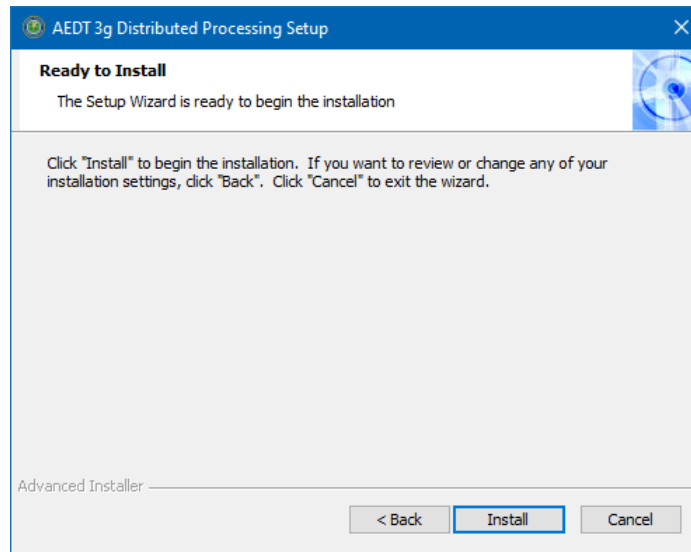 AEDT 3g Distributed Processing Setup
Ready to Install
The Setup Wizard is ready to begin the installation
Click "Install" to begin the installation.  If you want to review or change any of your
installation settings, click "Back".  Click "Cancel" to exit the wizard.
Advanced Installer
< Back Install Cancel